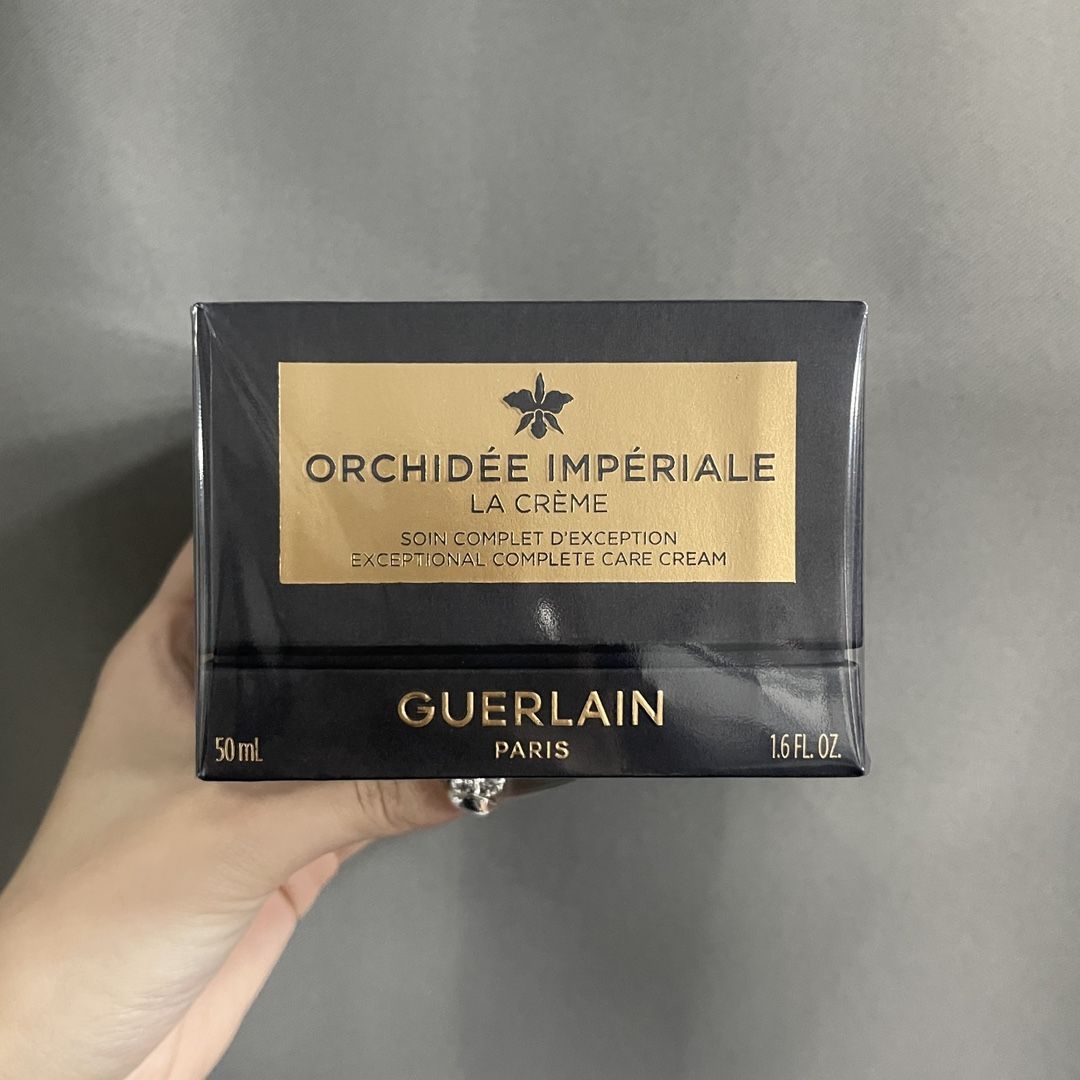 ORCHIDÉE IMPÉRIALE
LA CRÈME
SOIN COMPLET D'EXCEPTION
EXCEPTIONAL COMPLETE CARE CREAM
GUERLAIN
PARIS
50 mL
1.6 FL. OZ.